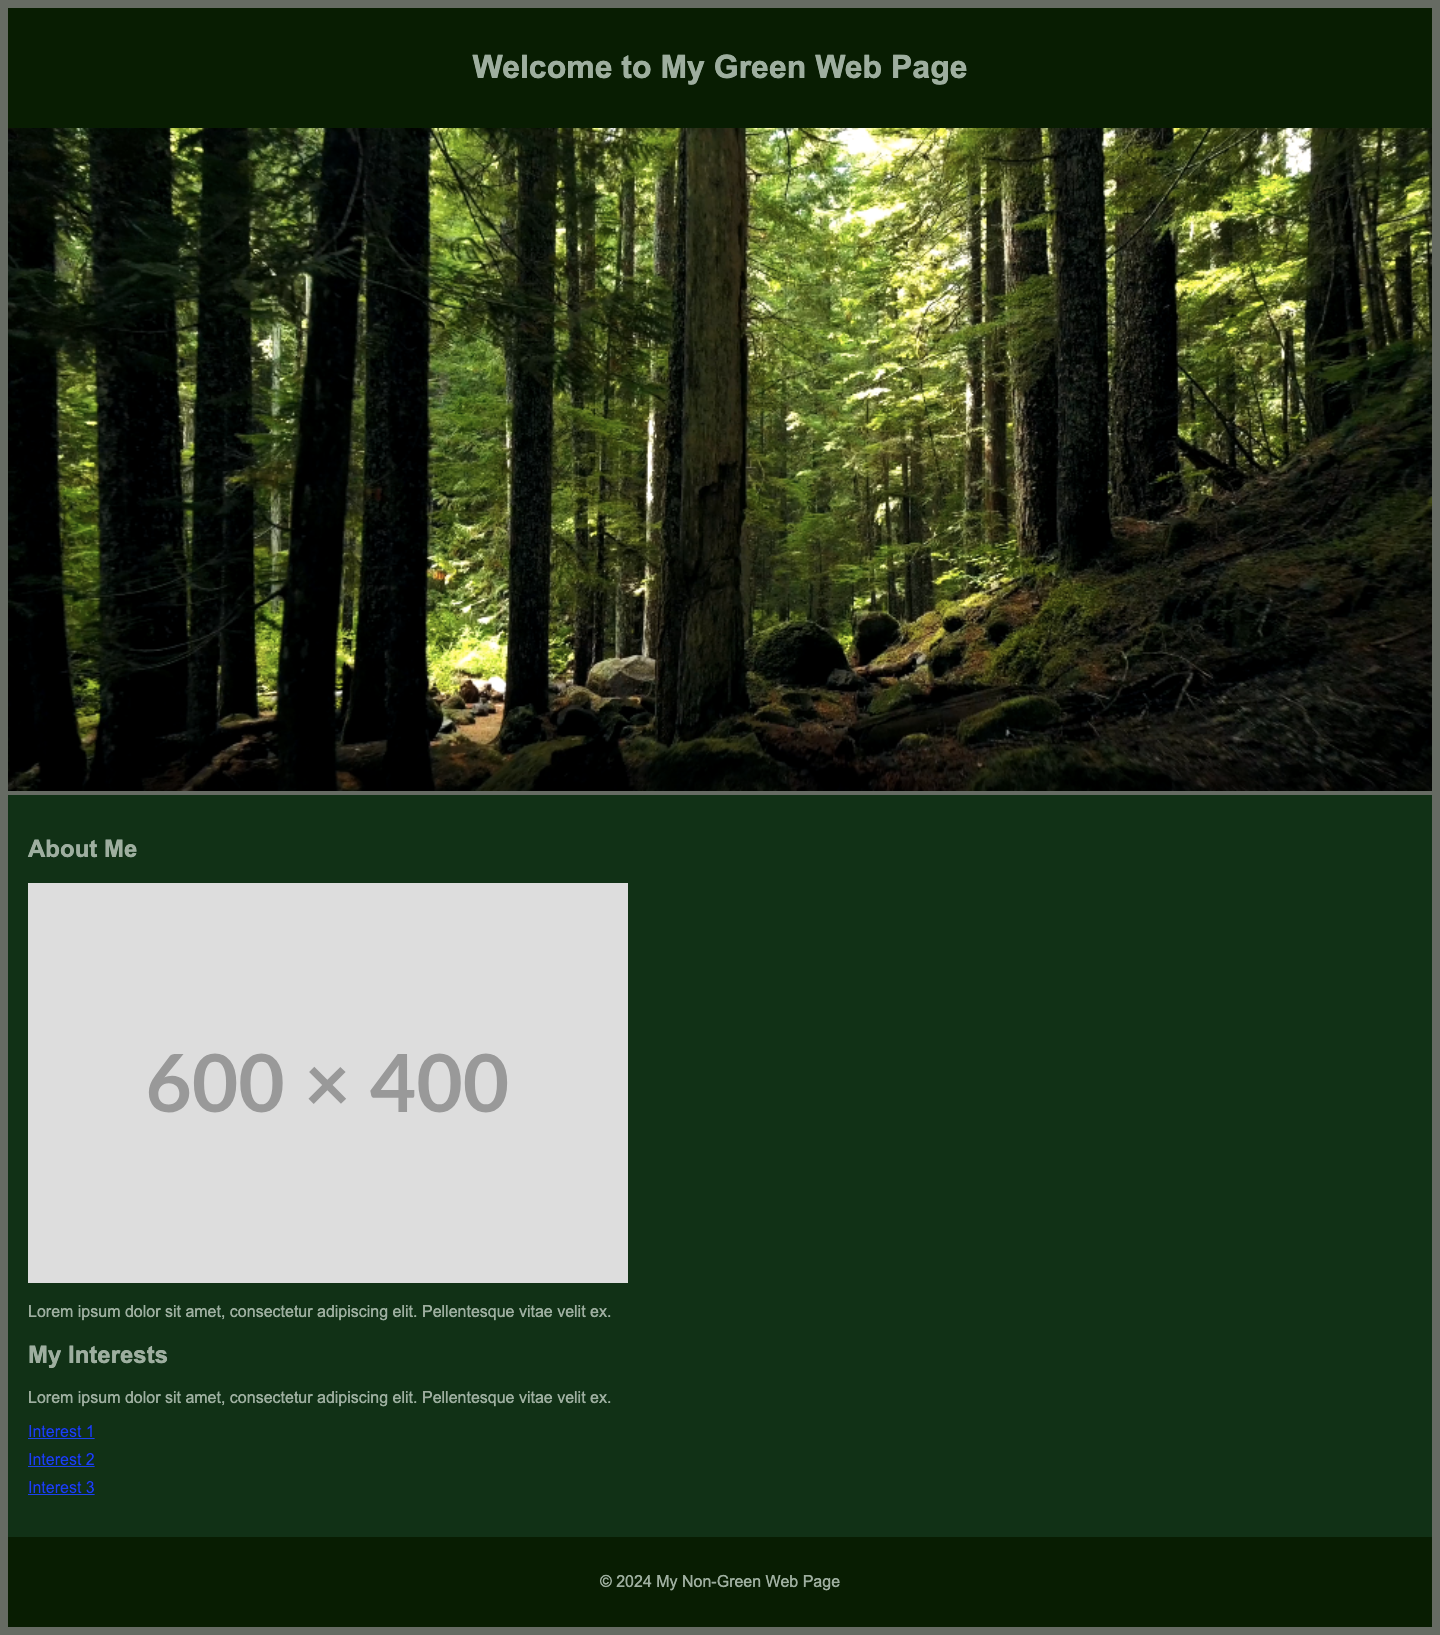 Welcome to My Green Web Page
About Me
600 × 400
Lorem ipsum dolor sit amet, consectetur adipiscing elit. Pellentesque vitae velit ex.
My Interests
Lorem ipsum dolor sit amet, consectetur adipiscing elit. Pellentesque vitae velit ex.
Interest 1
Interest 2
Interest 3
© 2024 My Non-Green Web Page